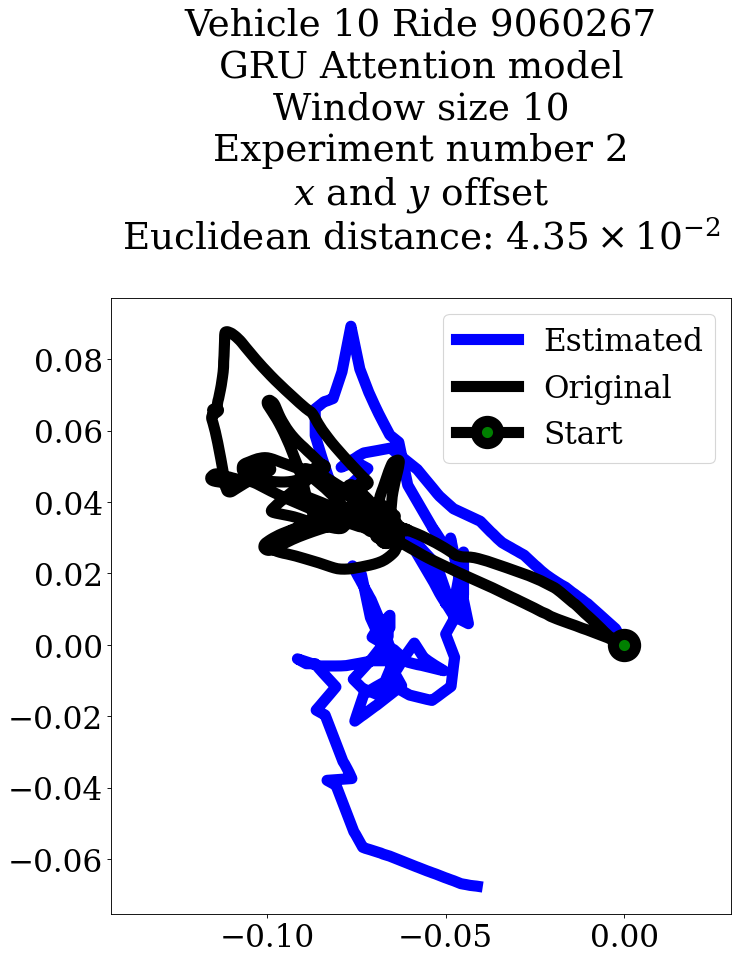 Vehicle 10 Ride 9060267
GRU Attention model
Window size 10
Experiment number 2
x and y offset
Euclidean distance: 4.35 × 10⁻²
Estimated
Original
Start
0.08
0.06
0.04
0.02
0.00
−0.02
−0.04
−0.06
−0.10 −0.05 0.00